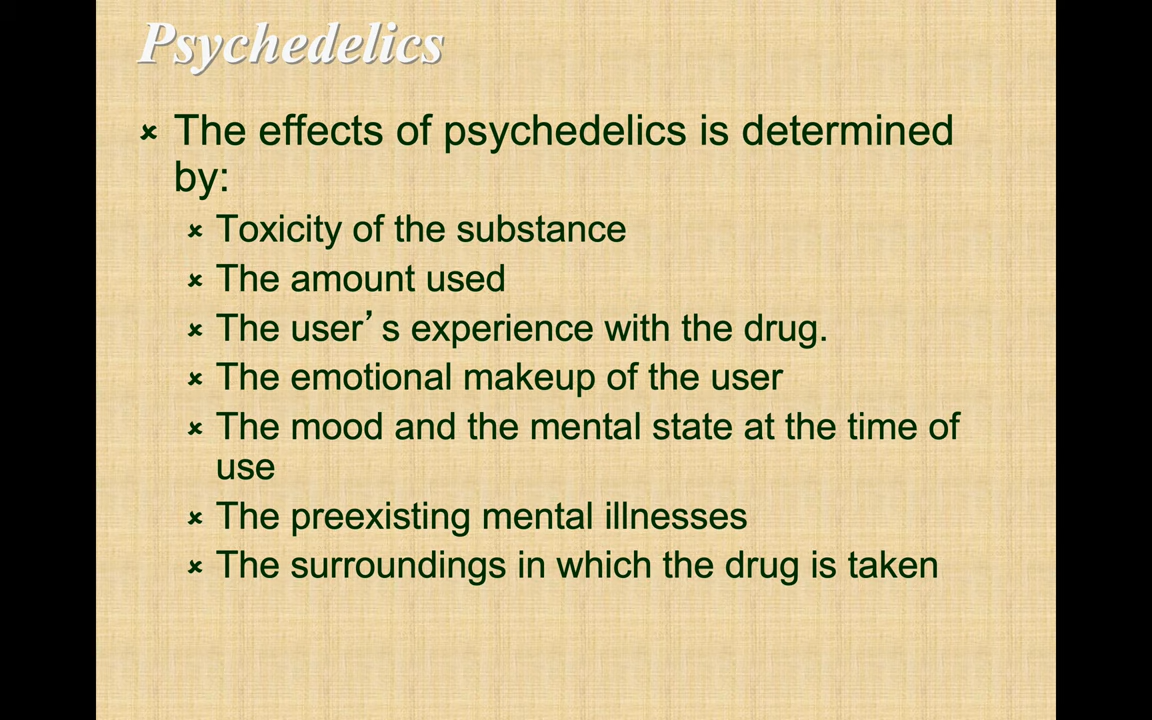 Psychedelics
The effects of psychedelics is determined
by:
Toxicity of the substance
The amount used
The user’s experience with the drug.
The emotional makeup of the user
The mood and the mental state at the time of
use
The preexisting mental illnesses
The surroundings in which the drug is taken